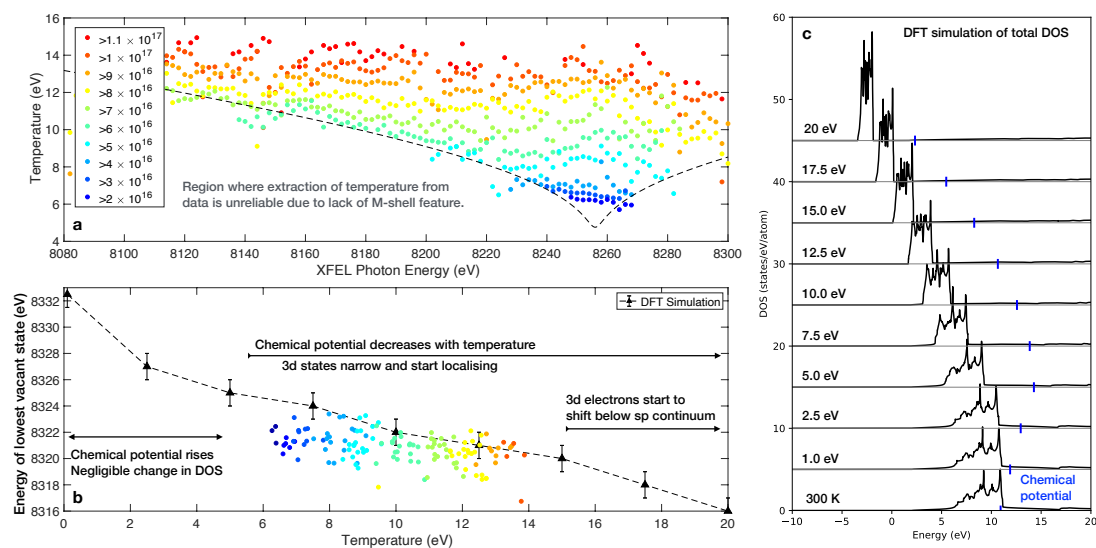 16
14
12
10
8
6
4
Temperature (eV)
>1.1 × 10^17
>1 × 10^17
>9 × 10^16
>8 × 10^16
>7 × 10^16
>6 × 10^16
>5 × 10^16
>4 × 10^16
>3 × 10^16
>2 × 10^16
Region where extraction of temperature from
data is unreliable due to lack of M-shell feature.
a
8080 8100 8120 8140 8160 8180 8200 8220 8240 8260 8280 8300
XFEL Photon Energy (eV)
Energy of lowest vacant state (eV)
8332
8328
8324
8320
8316
DFT Simulation
Chemical potential decreases with temperature
3d states narrow and start localising
3d electrons start to
shift below sp continuum
Chemical potential rises
Negligible change in DOS
b
0 2 4 6 8 10 12 14 16 18 20
Temperature (eV)
c
DFT simulation of total DOS
DOS (states/eV/atom)
60
50
40
30
20
10
0
20 eV
17.5 eV
15.0 eV
12.5 eV
10.0 eV
7.5 eV
5.0 eV
2.5 eV
1.0 eV
300 K
Chemical
potential
−10 −5 0 5 10 15 20
Energy (eV)